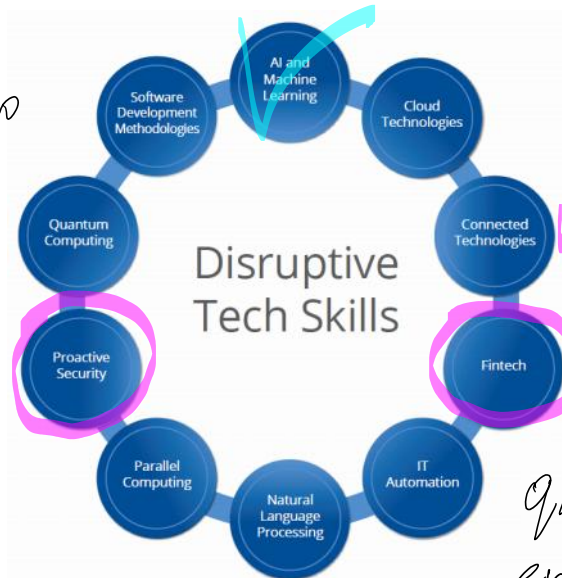 AI and
Machine
Learning
Software
Development
Methodologies
Cloud
Technologies
Quantum
Computing
Connected
Technologies
Disruptive
Tech Skills
Proactive
Security
Fintech
Parallel
Computing
IT
Automation
Natural
Language
Processing